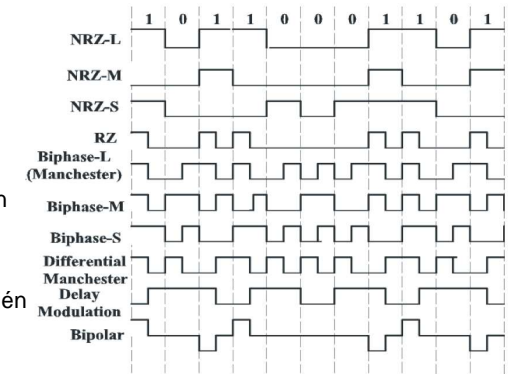 1 0 1 1 0 0 0 1 1 0 1
NRZ-L
NRZ-M
NRZ-S
RZ
Biphase-L
(Manchester)
n
Biphase-M
Biphase-S
Differential
Manchester
én
Delay
Modulation
Bipolar